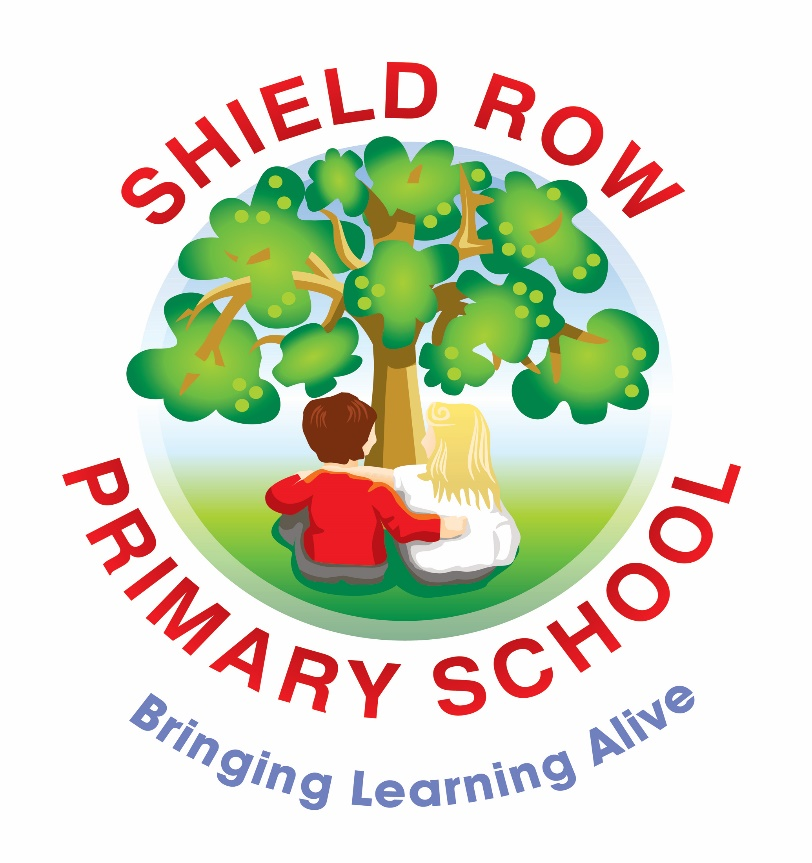 SHIELD ROW
PRIMARY SCHOOL
Bringing Learning Alive